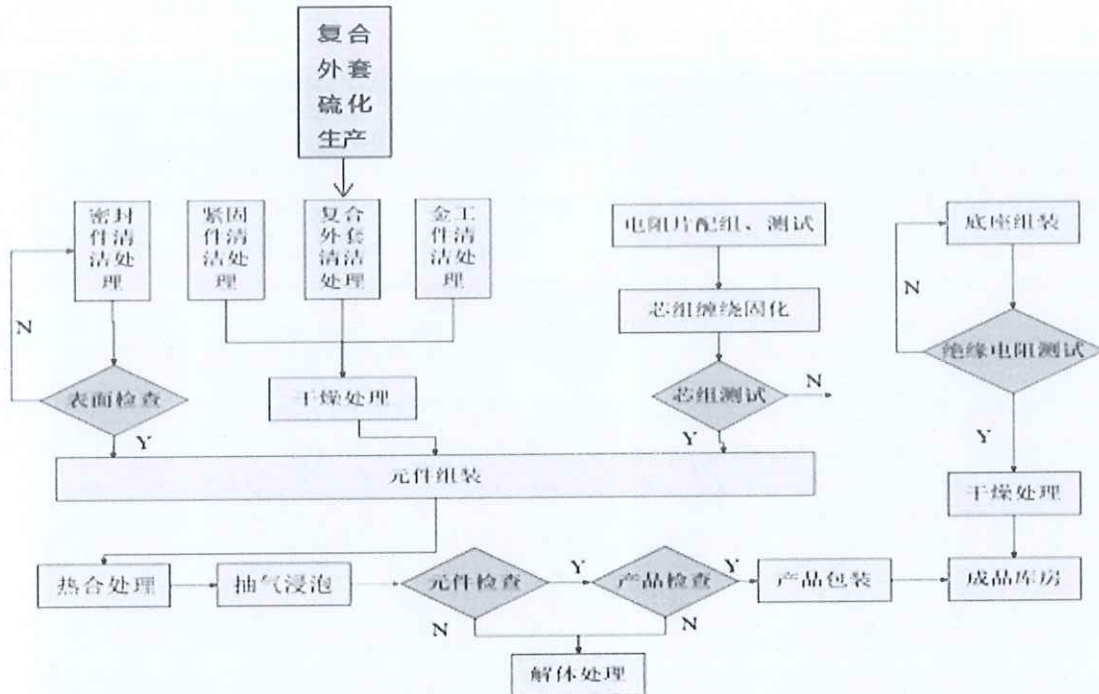 复合
外套
硫化
生产
密封
件清
洁处
理
紧固
件清
洁处
理
复合
外套
清洁
处理
金工
件清
洁处
理
电阻片配组、测试
底座组装
N
N
芯组缠绕固化
绝缘电阻测试
表面检查
干燥处理
芯组测试
N
Y
Y
Y
元件组装
干燥处理
热合处理
抽气浸泡
元件检查
Y
产品检查
Y
产品包装
成品库房
N
N
解体处理